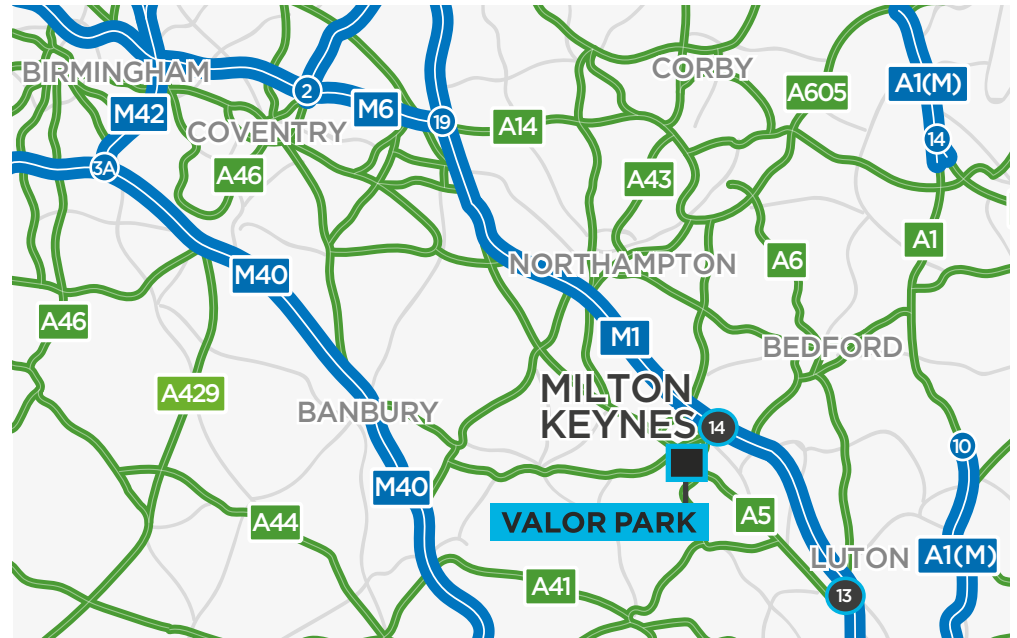 BIRMINGHAM
CORBY
A605
A1(M)
2
M6
M42
19
COVENTRY
A14
14
3A
A46
A43
A1
NORTHAMPTON
A6
M40
A46
M1
BEDFORD
A429
MILTON
KEYNES
BANBURY
14
10
M40
VALOR PARK
A5
A44
LUTON
A1(M)
A41
13